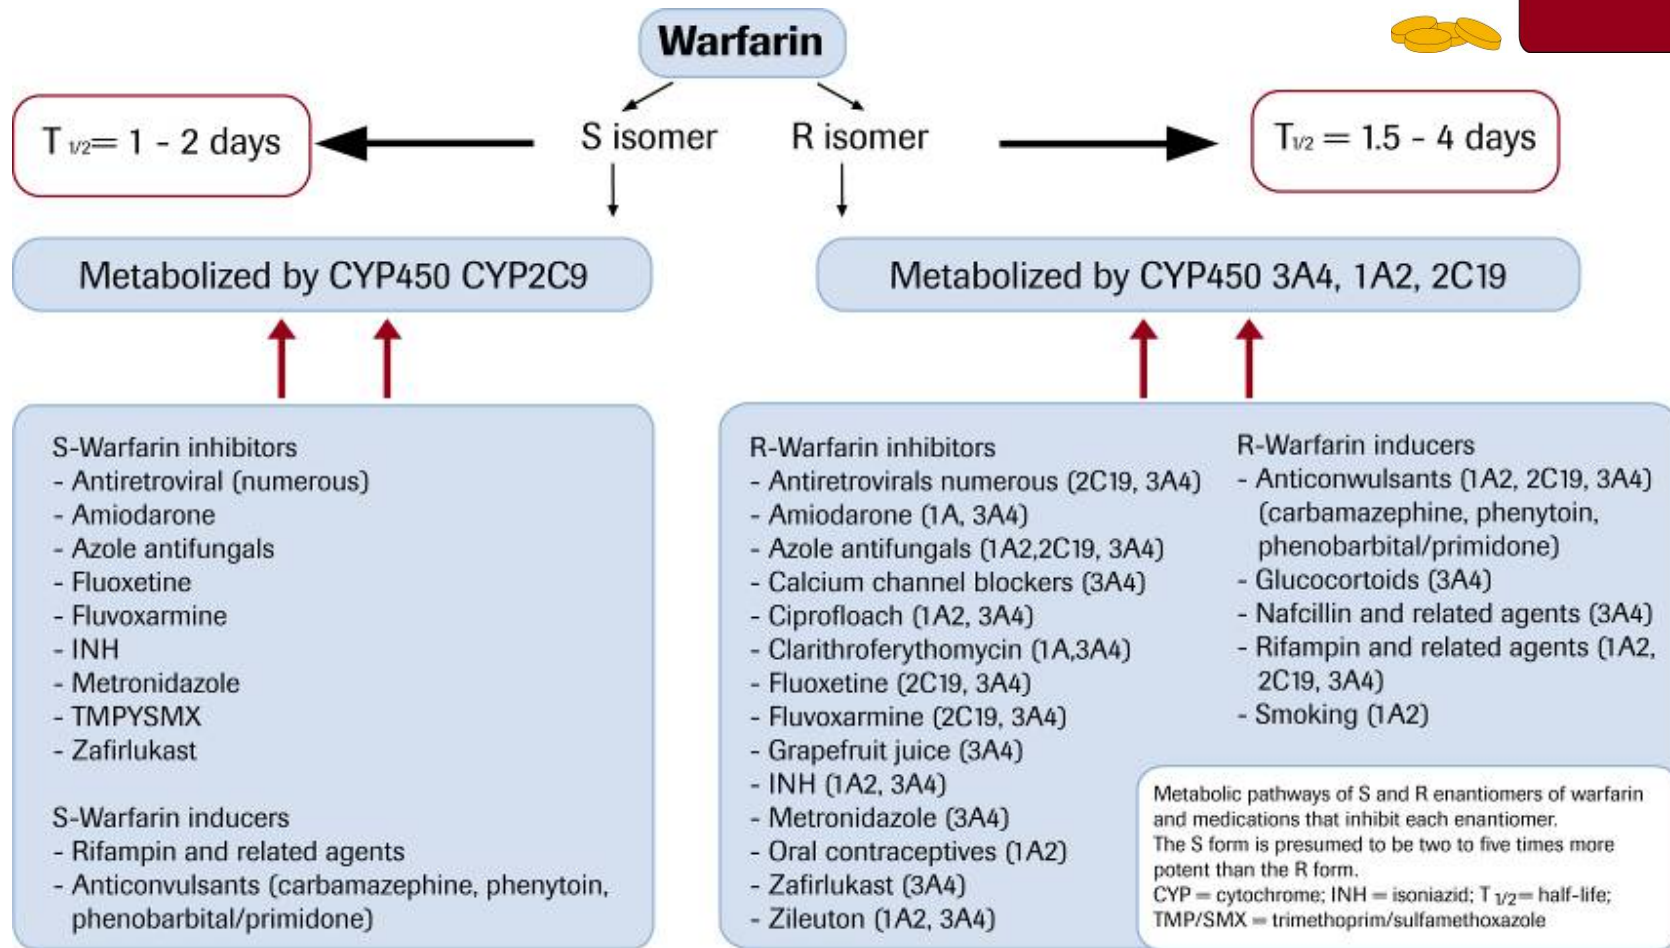 Warfarin
T 1/2= 1 - 2 days
S isomer
R isomer
T1/2 = 1.5 - 4 days
Metabolized by CYP450 CYP2C9
Metabolized by CYP450 3A4, 1A2, 2C19
S-Warfarin inhibitors
- Antiretroviral (numerous)
- Amiodarone
- Azole antifungals
- Fluoxetine
- Fluvoxarmine
- INH
- Metronidazole
- TMPYSMX
- Zafirlukast
S-Warfarin inducers
- Rifampin and related agents
- Anticonvulsants (carbamazephine, phenytoin,
phenobarbital/primidone)
R-Warfarin inhibitors
- Antiretrovirals numerous (2C19, 3A4)
- Amiodarone (1A, 3A4)
- Azole antifungals (1A2,2C19, 3A4)
- Calcium channel blockers (3A4)
- Ciprofloach (1A2, 3A4)
- Clarithroferythomycin (1A,3A4)
- Fluoxetine (2C19, 3A4)
- Fluvoxarmine (2C19, 3A4)
- Grapefruit juice (3A4)
- INH (1A2, 3A4)
- Metronidazole (3A4)
- Oral contraceptives (1A2)
- Zafirlukast (3A4)
- Zileuton (1A2, 3A4)
R-Warfarin inducers
- Anticonwulsants (1A2, 2C19, 3A4)
(carbamazephine, phenytoin,
phenobarbital/primidone)
- Glucocortoids (3A4)
- Nafcillin and related agents (3A4)
- Rifampin and related agents (1A2,
2C19, 3A4)
- Smoking (1A2)
Metabolic pathways of S and R enantiomers of warfarin
and medications that inhibit each enantiomer.
The S form is presumed to be two to five times more
potent than the R form.
CYP = cytochrome; INH = isoniazid; T 1/2= half-life;
TMP/SMX = trimethoprim/sulfamethoxazole